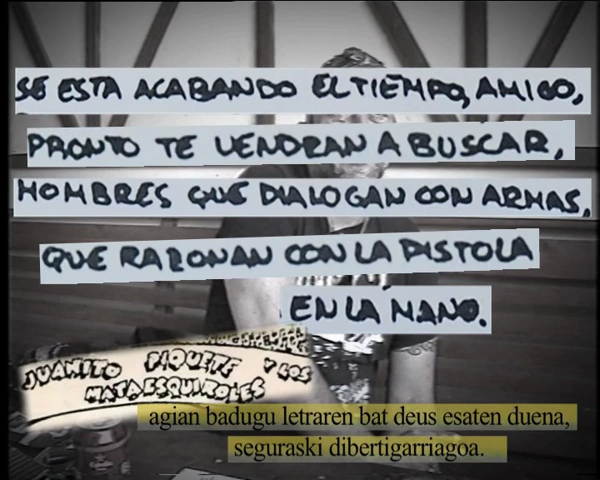 SE ESTA ACABANDO EL TIEMPO, AMIGO,
PRONTO TE VENDRAN A BUSCAR,
HOMBRES QUE DIALOGAN CON ARMAS,
QUE RAZONAN CON LA PISTOLA
EN LA MANO.
JUANITO PIQUETE Y LOS
MATAESQUIROLES
agian badugu letraren bat deus esaten duena,
seguraski dibertigarriagoa.